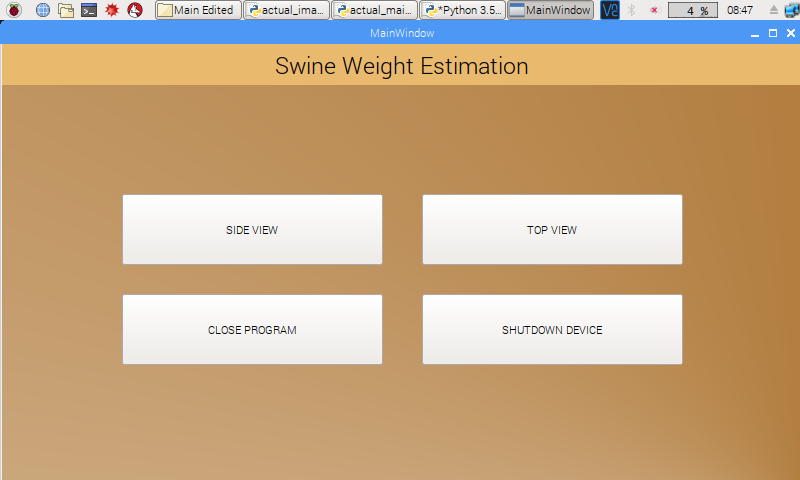 Main Edited
actual_ima...
actual_mai...
*Python 3.5...
MainWindow
4 %
08:47
MainWindow
Swine Weight Estimation
SIDE VIEW
TOP VIEW
CLOSE PROGRAM
SHUTDOWN DEVICE